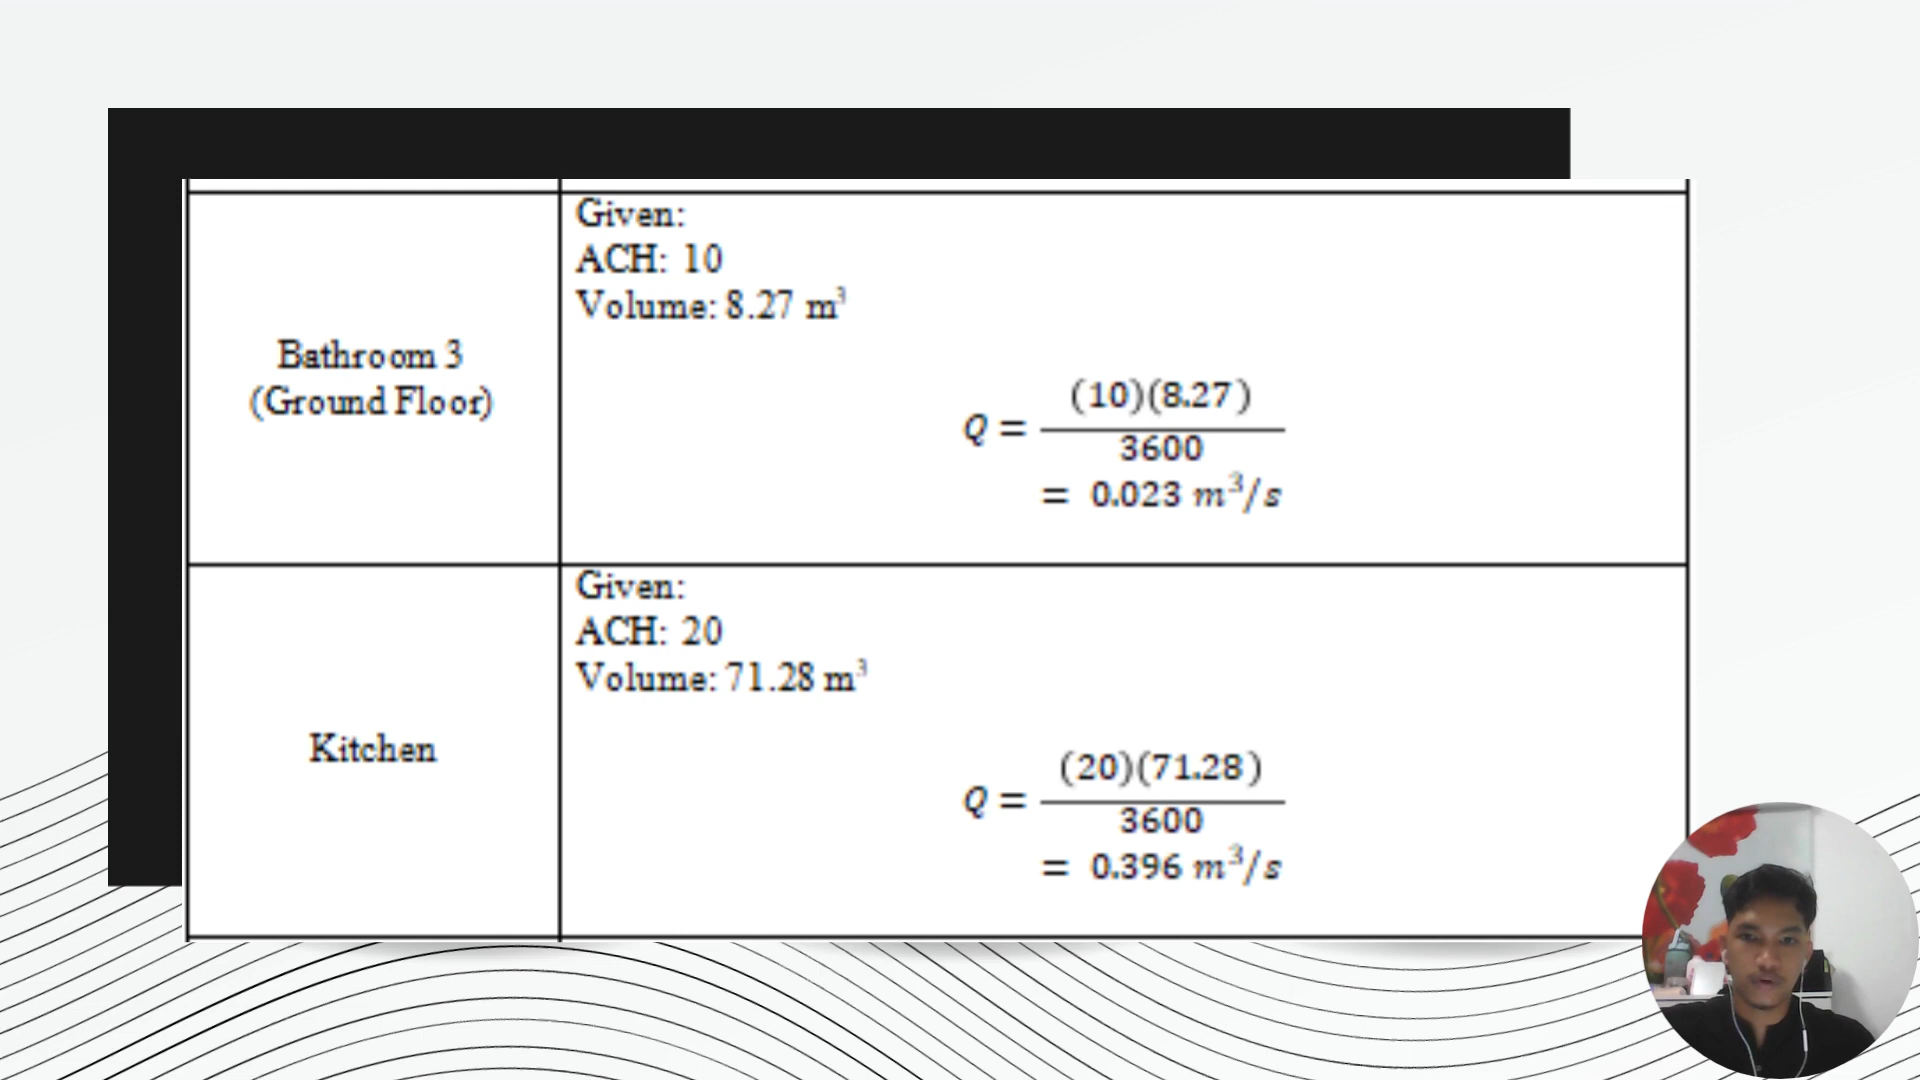 Given:
ACH: 10
Volume: 8.27 m³
Bathroom 3
(Ground Floor)
Q = (10)(8.27) / 3600
= 0.023 m³/s
Given:
ACH: 20
Volume: 71.28 m³
Kitchen
Q = (20)(71.28) / 3600
= 0.396 m³/s